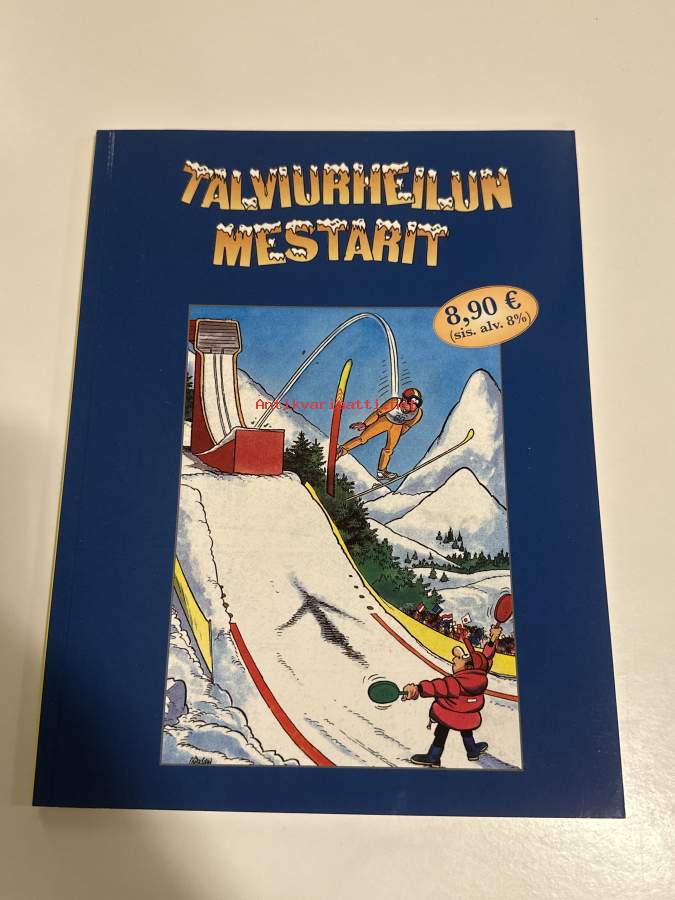 TALVIURHEILUN
MESTARIT
8,90 €
(sis. alv. 8%)
Antikvariaatti.net